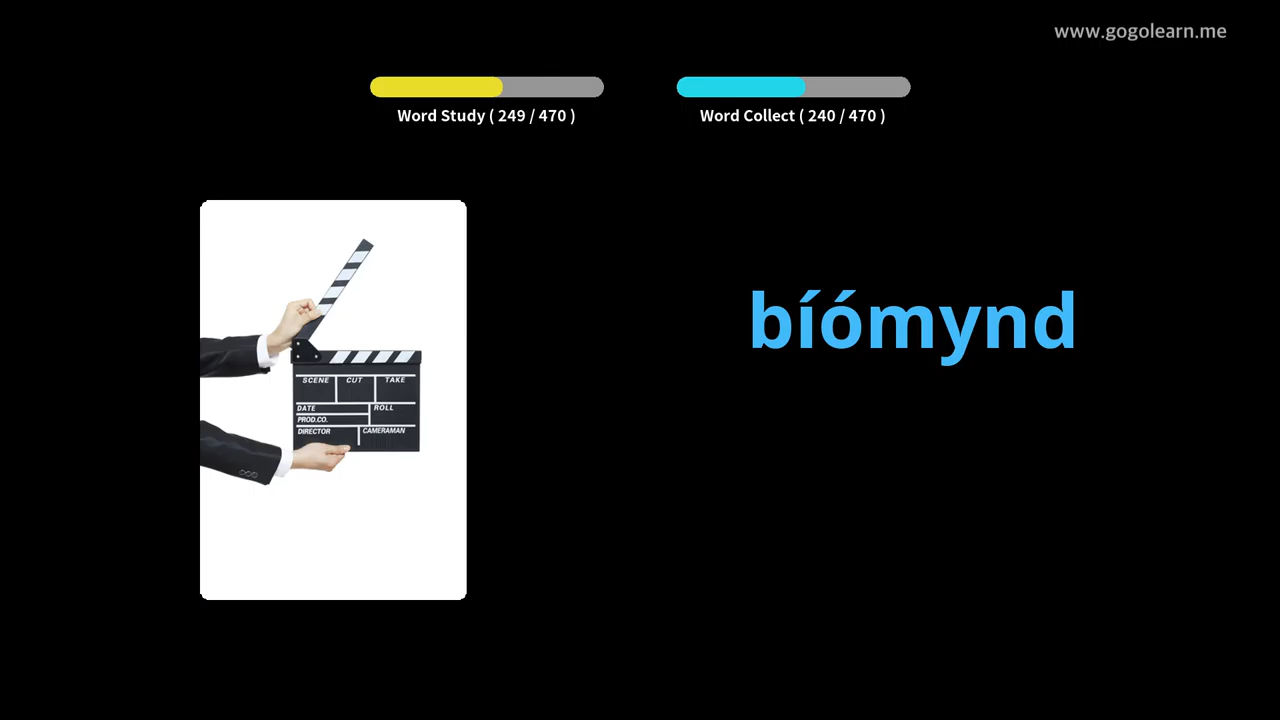 www.gogolearn.me
Word Study ( 249 / 470 )
Word Collect ( 240 / 470 )
bíómynd
SCENE CUT TAKE
DATE ROLL
PROD.CO.
DIRECTOR CAMERAMAN